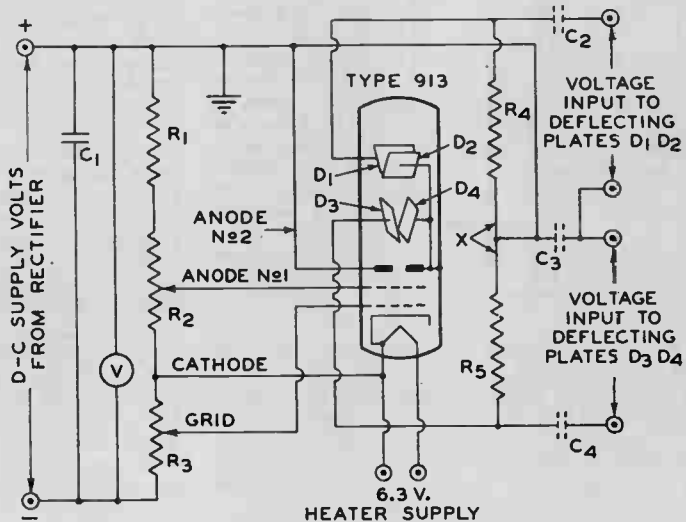 +
C2
TYPE 913
VOLTAGE
INPUT TO
DEFLECTING
PLATES D1 D2
R4
C1
R1
D2
D1
D3
D4
D-C SUPPLY VOLTS
FROM RECTIFIER
ANODE
No2
X
C3
ANODE No1
R2
VOLTAGE
INPUT TO
DEFLECTING
PLATES D3 D4
V
CATHODE
R5
GRID
R3
C4
–
6.3 V.
HEATER SUPPLY